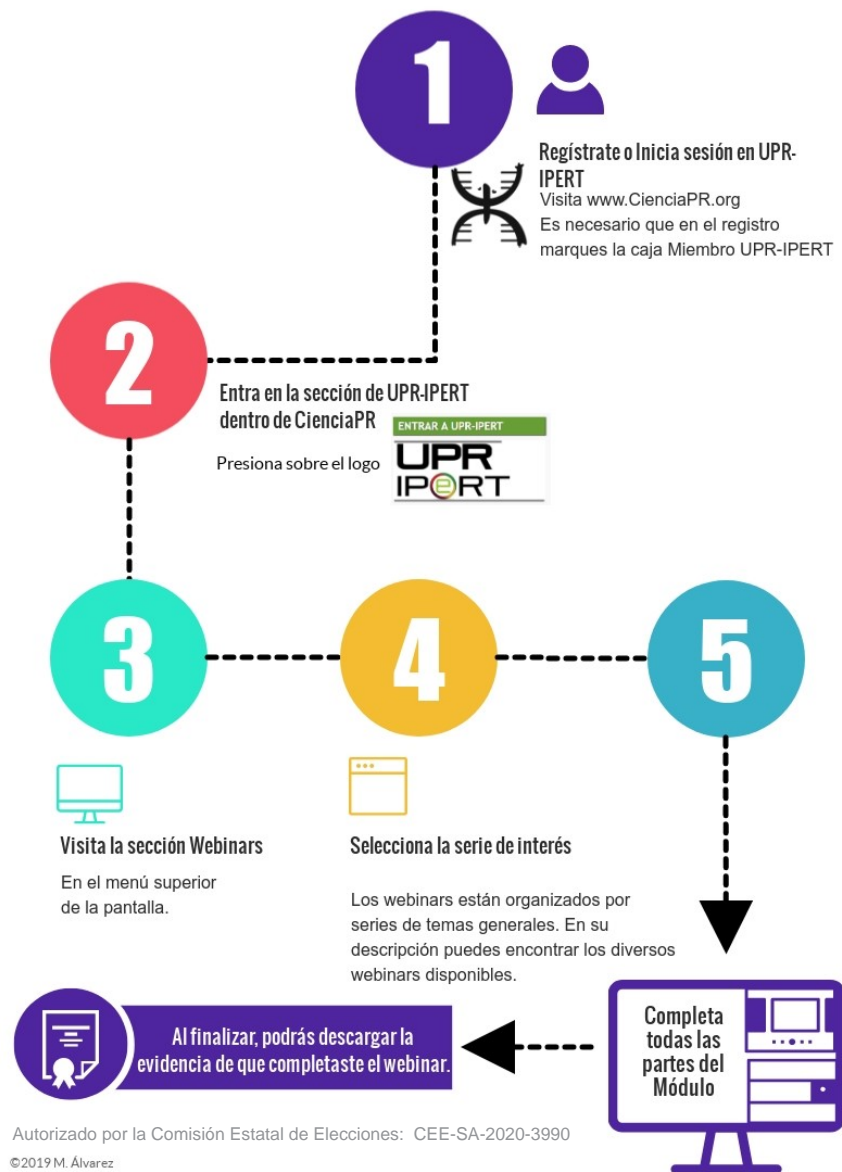 1
Regístrate o Inicia sesión en UPR-
IPERT
Visita www.CienciaPR.org
Es necesario que en el registro
marques la caja Miembro UPR-IPERT
2
Entra en la sección de UPR-IPERT
dentro de CienciaPR
Presiona sobre el logo
ENTRAR A UPR-IPERT
UPR
IPeRT
3
4
5
Visita la sección Webinars
En el menú superior
de la pantalla.
Selecciona la serie de interés
Los webinars están organizados por
series de temas generales. En su
descripción puedes encontrar los diversos
webinars disponibles.
Completa
todas las
partes del
Módulo
Al finalizar, podrás descargar la
evidencia de que completaste el webinar.
Autorizado por la Comisión Estatal de Elecciones: CEE-SA-2020-3990
©2019 M. Álvarez